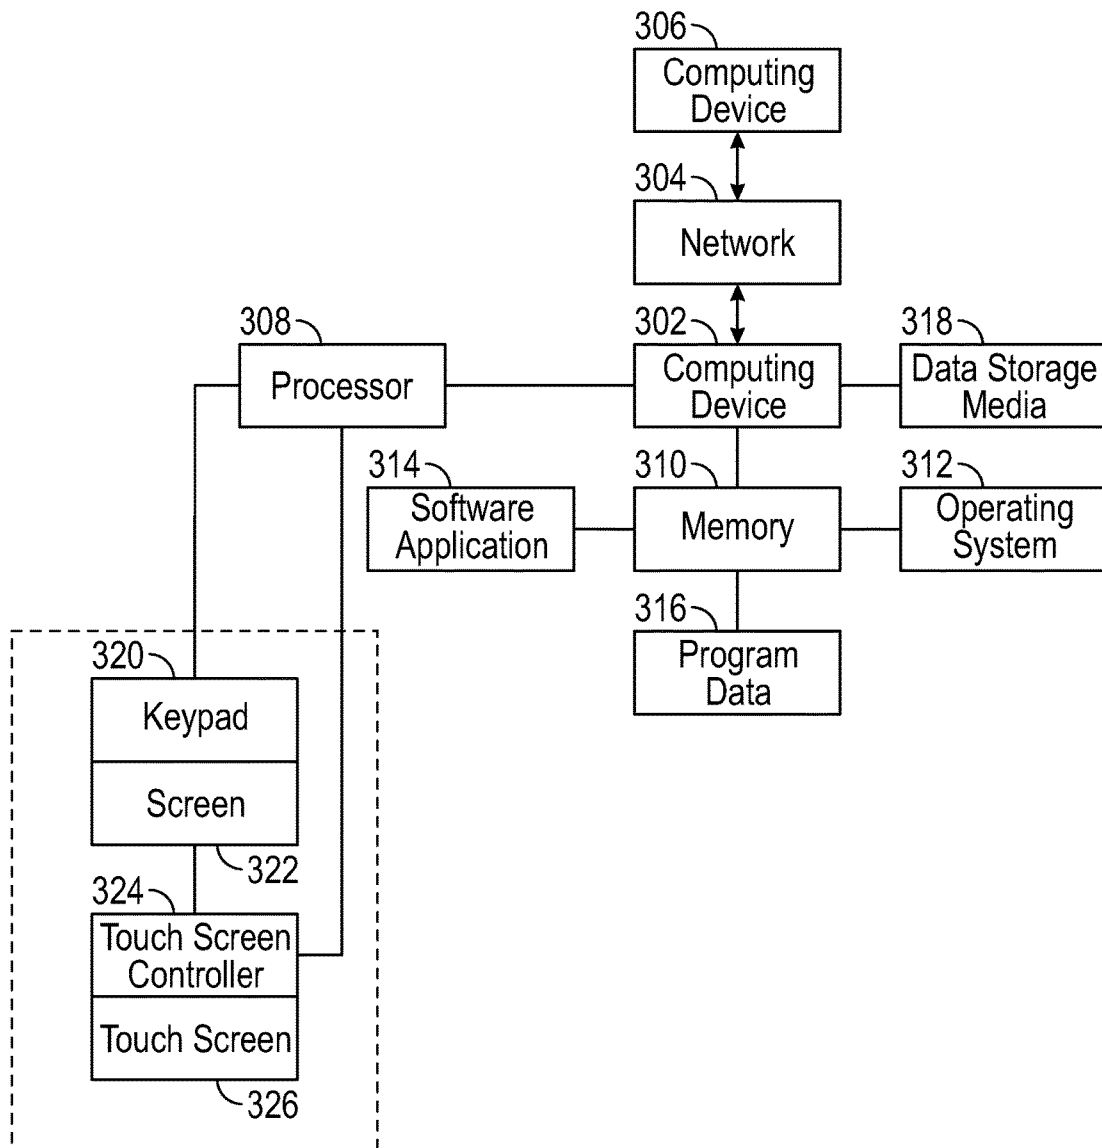 306
Computing
Device
304
Network
308
Processor
302
Computing
Device
318
Data Storage
Media
314
Software
Application
310
Memory
312
Operating
System
316
Program
Data
320
Keypad
Screen
322
324
Touch Screen
Controller
Touch Screen
326